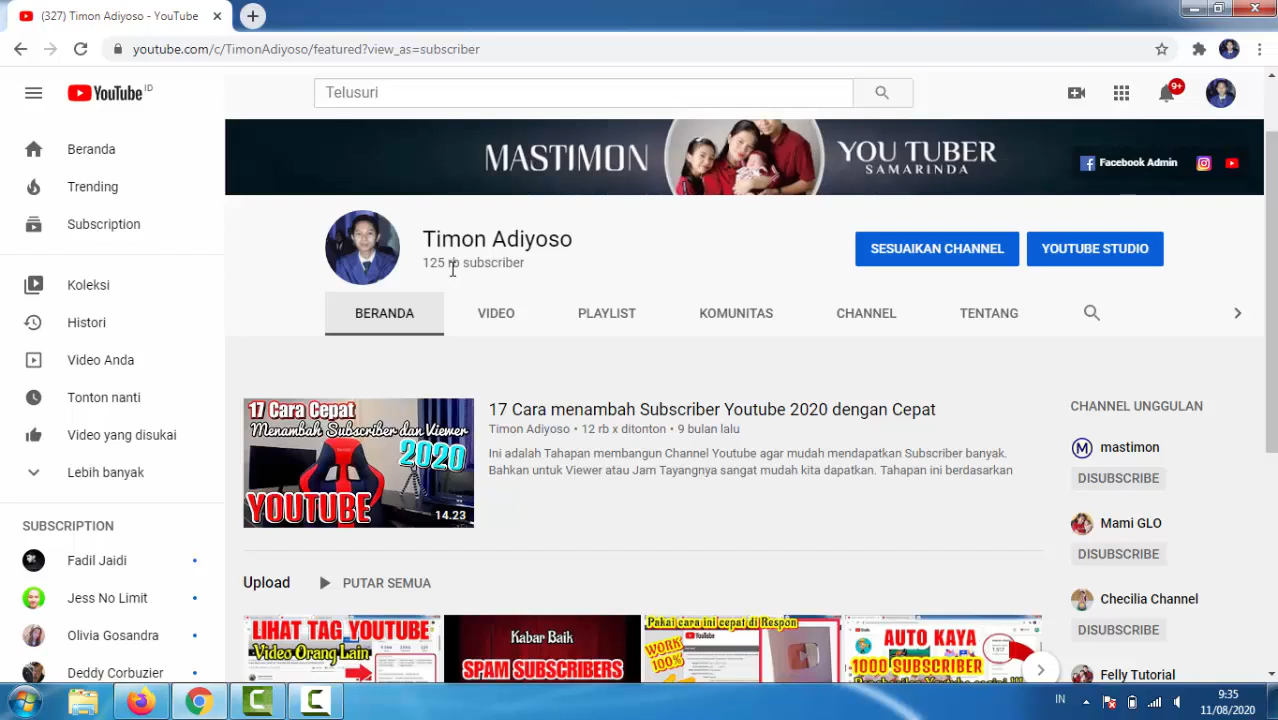 (327) Timon Adiyoso - YouTube
youtube.com/c/TimonAdiyoso/featured?view_as=subscriber
YouTube ID
Telusuri
9+
Beranda
Trending
Subscription
Koleksi
Histori
Video Anda
Tonton nanti
Video yang disukai
Lebih banyak
SUBSCRIPTION
Fadil Jaidi
Jess No Limit
Olivia Gosandra
Deddy Corbuzier
MASTIMON
YOU TUBER
SAMARINDA
Facebook Admin
Timon Adiyoso
125 rb subscriber
SESUAIKAN CHANNEL
YOUTUBE STUDIO
BERANDA
VIDEO
PLAYLIST
KOMUNITAS
CHANNEL
TENTANG
17 Cara Cepat
Menambah Subscriber dan Viewer
2020
YOUTUBE
14.23
17 Cara menambah Subscriber Youtube 2020 dengan Cepat
Timon Adiyoso • 12 rb x ditonton • 9 bulan lalu
Ini adalah Tahapan membangun Channel Youtube agar mudah mendapatkan Subscriber banyak.
Bahkan untuk Viewer atau Jam Tayangnya sangat mudah kita dapatkan. Tahapan ini berdasarkan
CHANNEL UNGGULAN
mastimon
DISUBSCRIBE
Mami GLO
DISUBSCRIBE
Checilia Channel
DISUBSCRIBE
Felly Tutorial
Upload
PUTAR SEMUA
LIHAT TAG YOUTUBE
Video Orang Lain
Kabar Baik
SPAM SUBSCRIBERS
Pakai cara ini cepat di Respon
WORK
100%
AUTO KAYA
1000 SUBSCRIBER
IN
9:35
11/08/2020